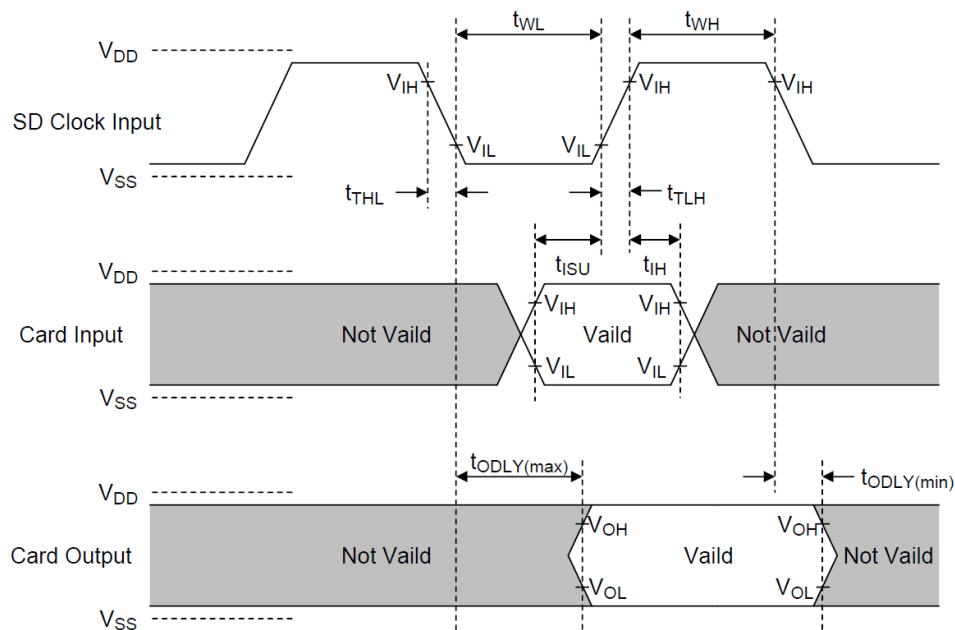 tWL tWH
VDD
VIH VIH VIH
SD Clock Input
VIL VIL
VSS
tTHL tTLH
tISU tIH
VDD
VIH VIH
Card Input Not Vaild Vaild Not Vaild
VIL VIL
VSS
tODLY(max) tODLY(min)
VDD
VOH VOH
Card Output Not Vaild Vaild Not Vaild
VOL VOL
VSS